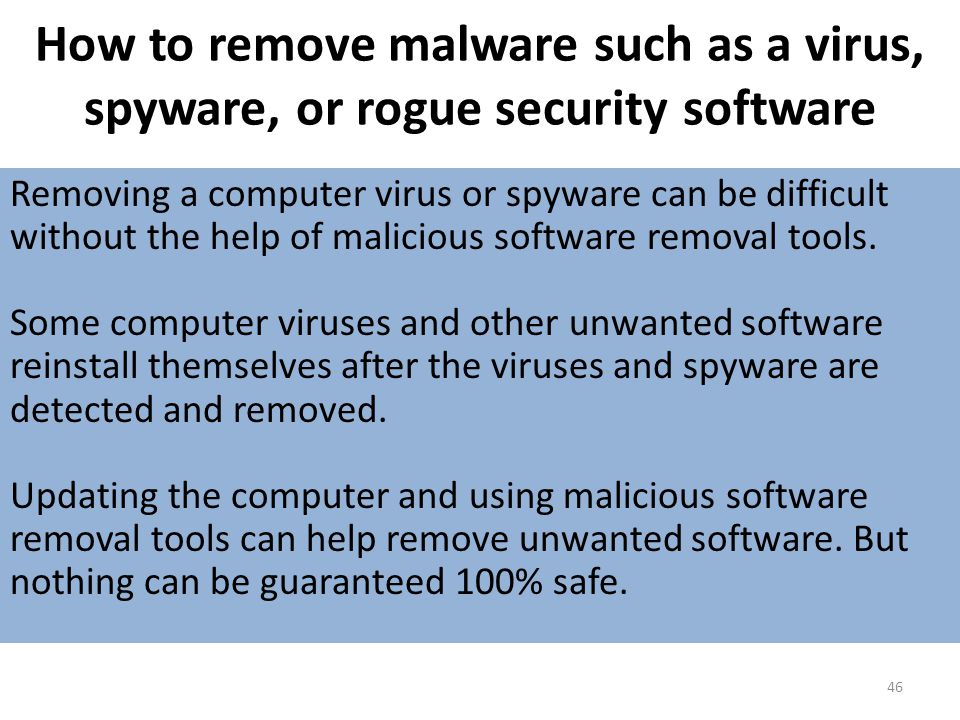 How to remove malware such as a virus,
spyware, or rogue security software
Removing a computer virus or spyware can be difficult
without the help of malicious software removal tools.
Some computer viruses and other unwanted software
reinstall themselves after the viruses and spyware are
detected and removed.
Updating the computer and using malicious software
removal tools can help remove unwanted software. But
nothing can be guaranteed 100% safe.
46